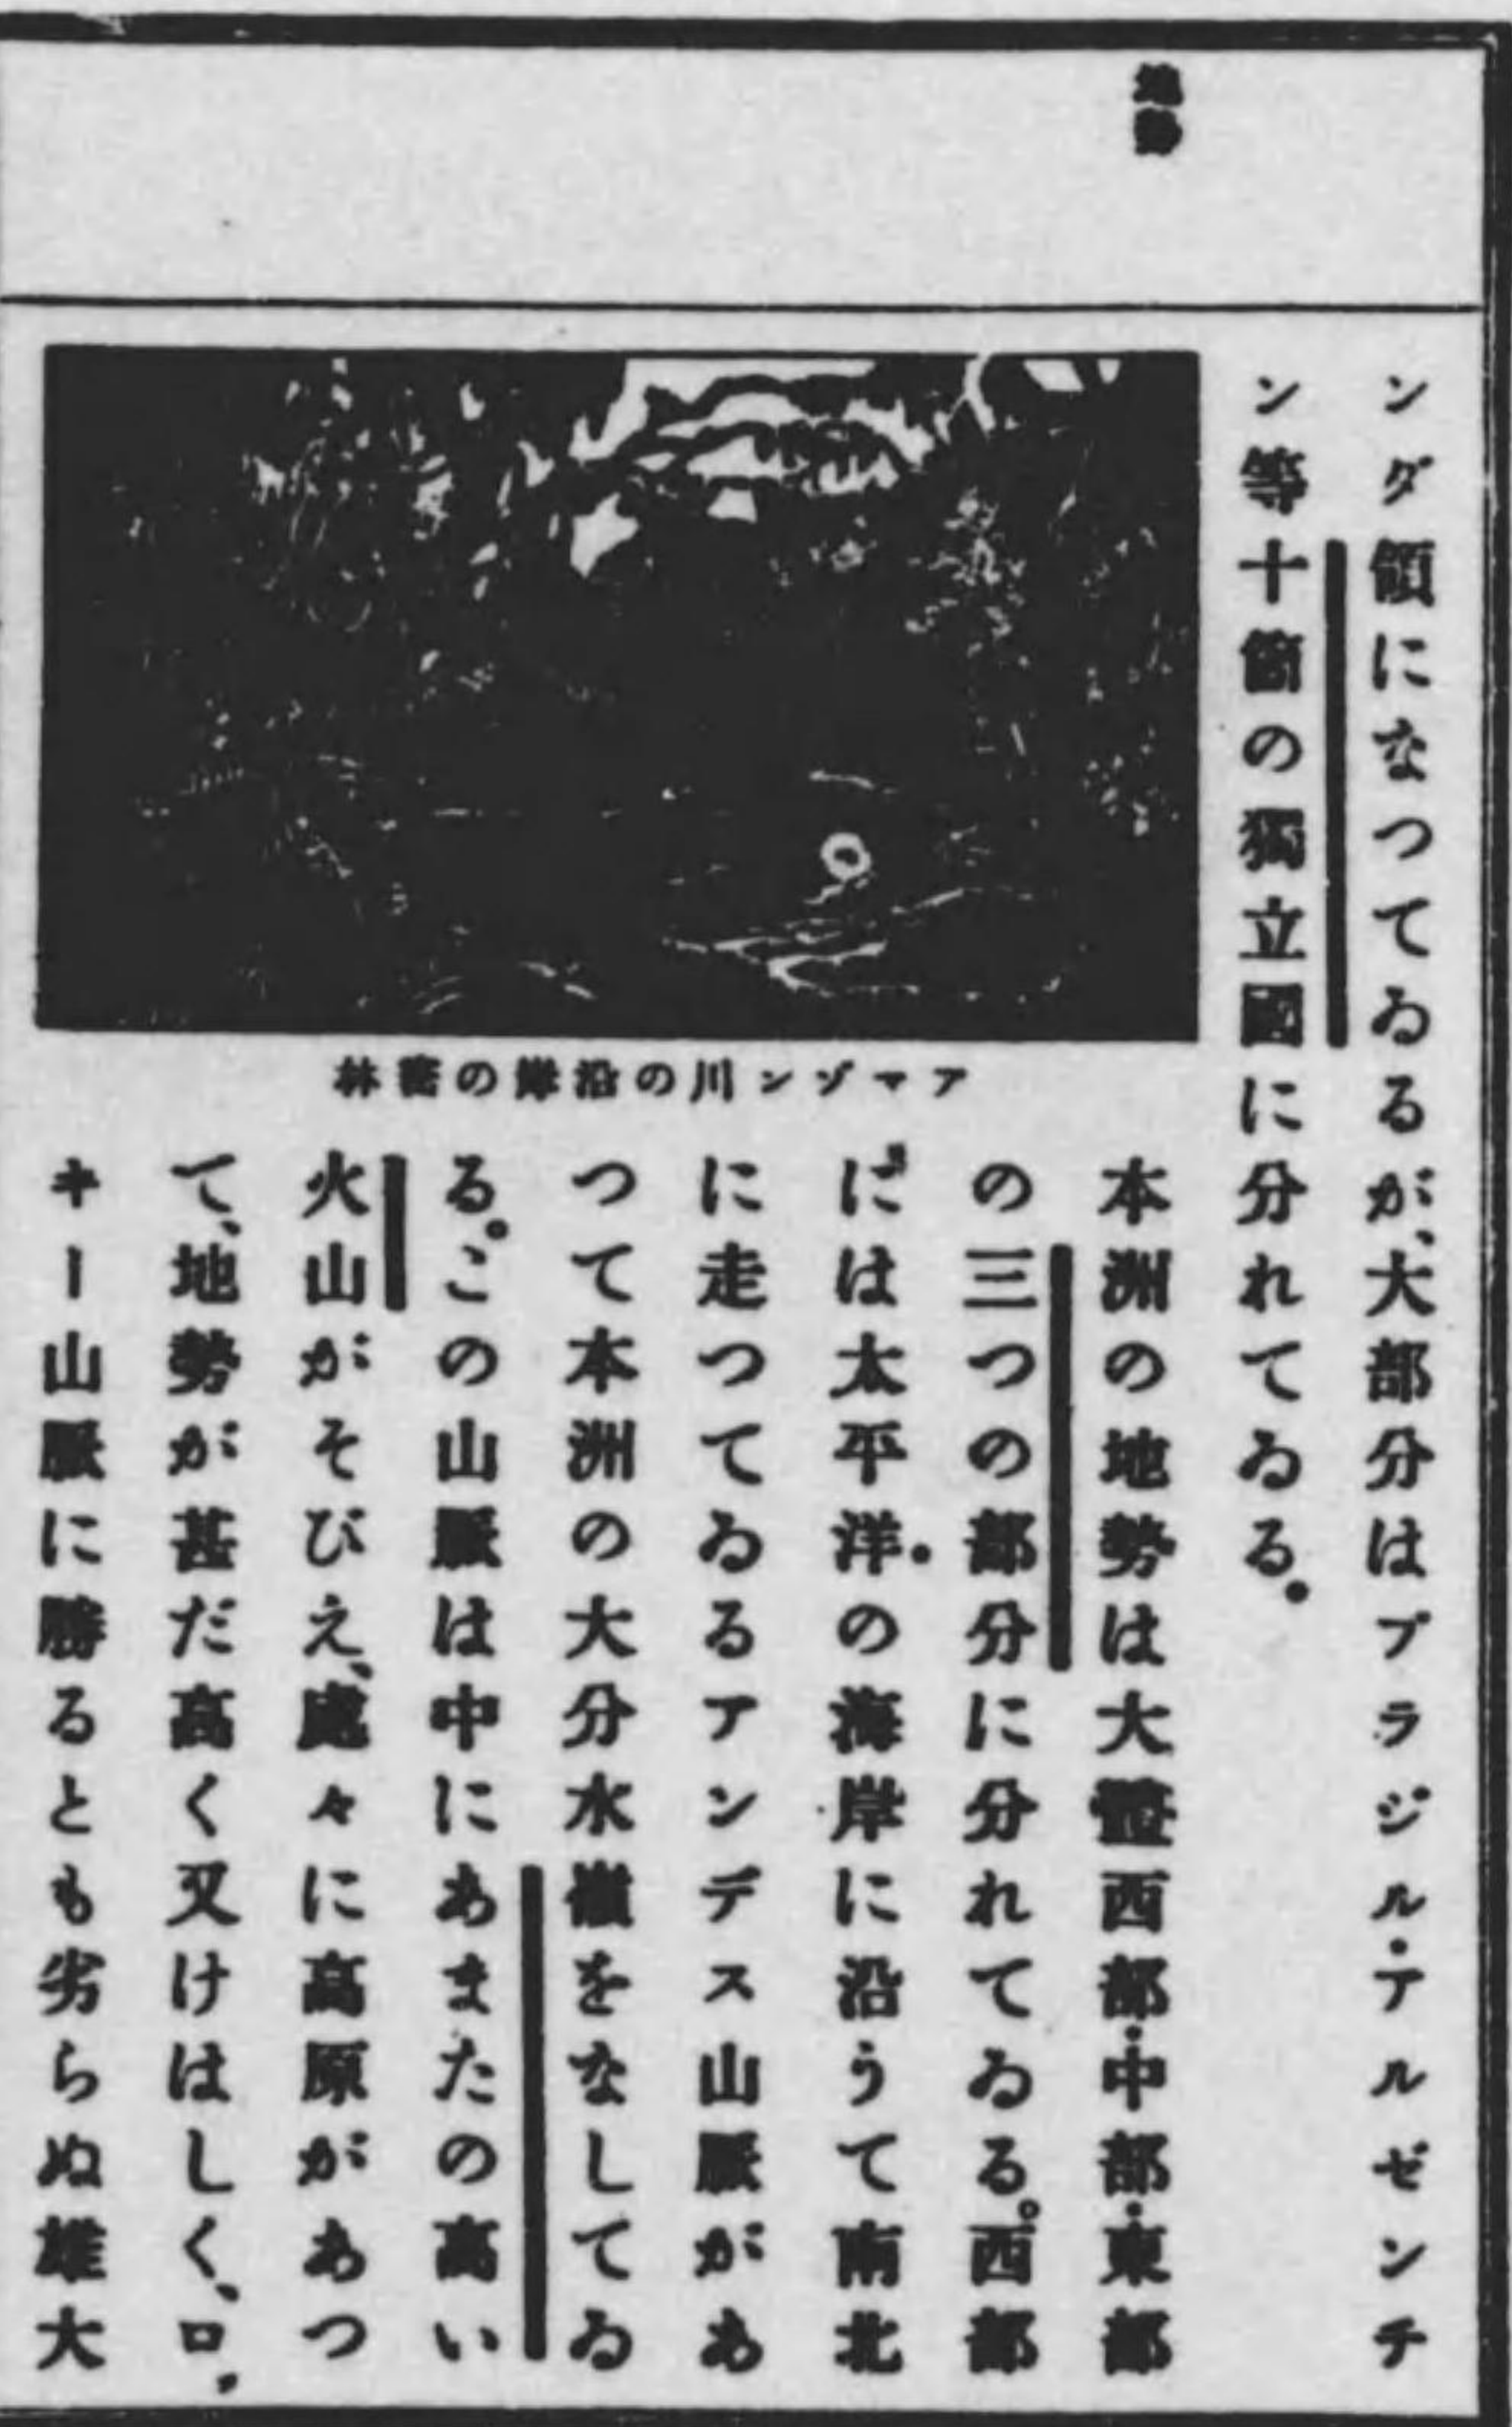 地勢
ンダ領になつてゐるが、大部分はブラジル・アルゼンチ
ン等十箇の獨立國に分れてゐる。
アマゾン川の沿岸の密林
本洲の地勢は大體西部・中部・東部
の三つの部分に分れてゐる。西部
には太平洋の海岸に沿うて南北
に走つてゐるアンデス山脈があ
つて本洲の大分水嶺をなしてゐ
る。この山脈は中にあまたの高い
火山がそびえ、處々に高原があつ
て、地勢が甚だ高く又けはしく、ロ
キー山脈に勝るとも劣らぬ雄大